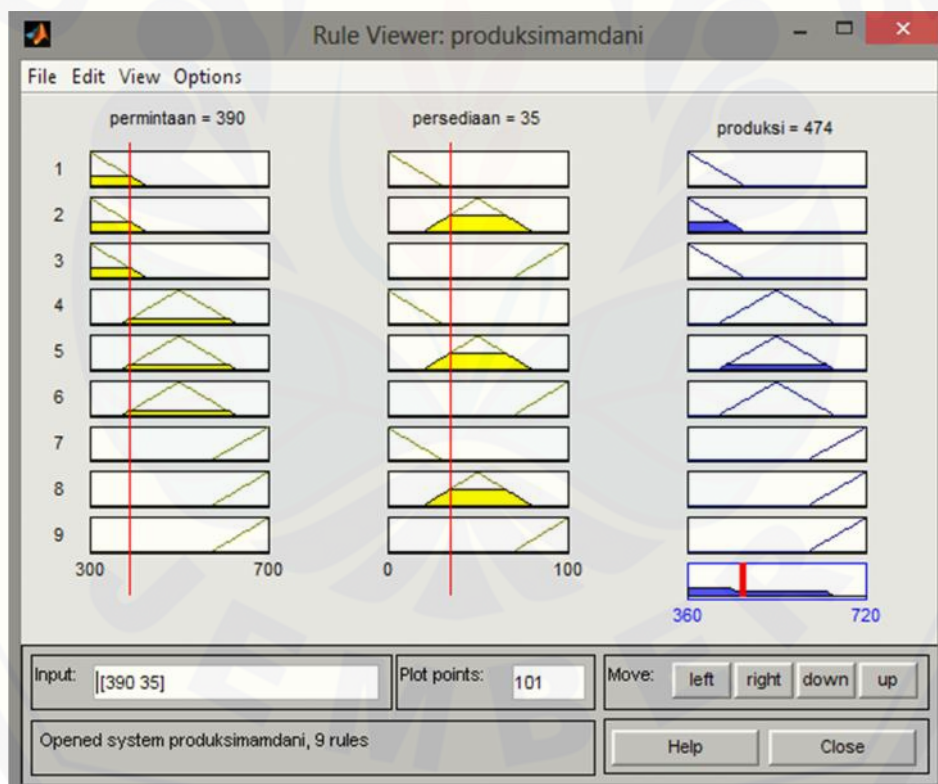 Rule Viewer: produksimamdani
File Edit View Options
permintaan = 390
persediaan = 35
produksi = 474
1
2
3
4
5
6
7
8
9
300 700
0 100
360 720
Input: [390 35]
Plot points: 101
Move: left right down up
Opened system produksimamdani, 9 rules
Help Close
JEMBER